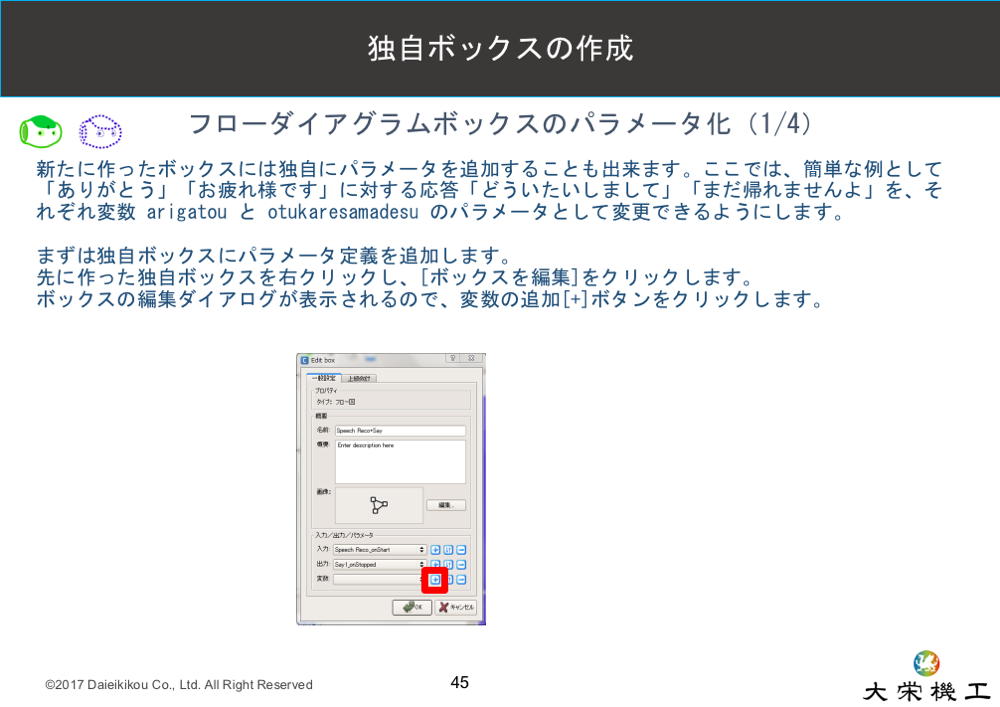 独自ボックスの作成
フローダイアグラムボックスのパラメータ化（1/4）
新たに作ったボックスには独自にパラメータを追加することも出来ます。ここでは、簡単な例として
「ありがとう」「お疲れ様です」に対する応答「どういたいしまして」「まだ帰れませんよ」を、そ
れぞれ変数 arigatou と otukaresamadesu のパラメータとして変更できるようにします。
まずは独自ボックスにパラメータ定義を追加します。
先に作った独自ボックスを右クリックし、[ボックスを編集]をクリックします。
ボックスの編集ダイアログが表示されるので、変数の追加[+]ボタンをクリックします。
Edit box
一般設定
プロパティ
タイプ: フロー図
概要
名前: Speech Reco+Say
概要: Enter description here
画像: 編集..
入力／出力／パラメータ
入力: Speech Reco_onStart
出力: Say1_onStopped
変数:
OK キャンセル
©2017 Daieikikou Co., Ltd. All Right Reserved
45
大栄機工